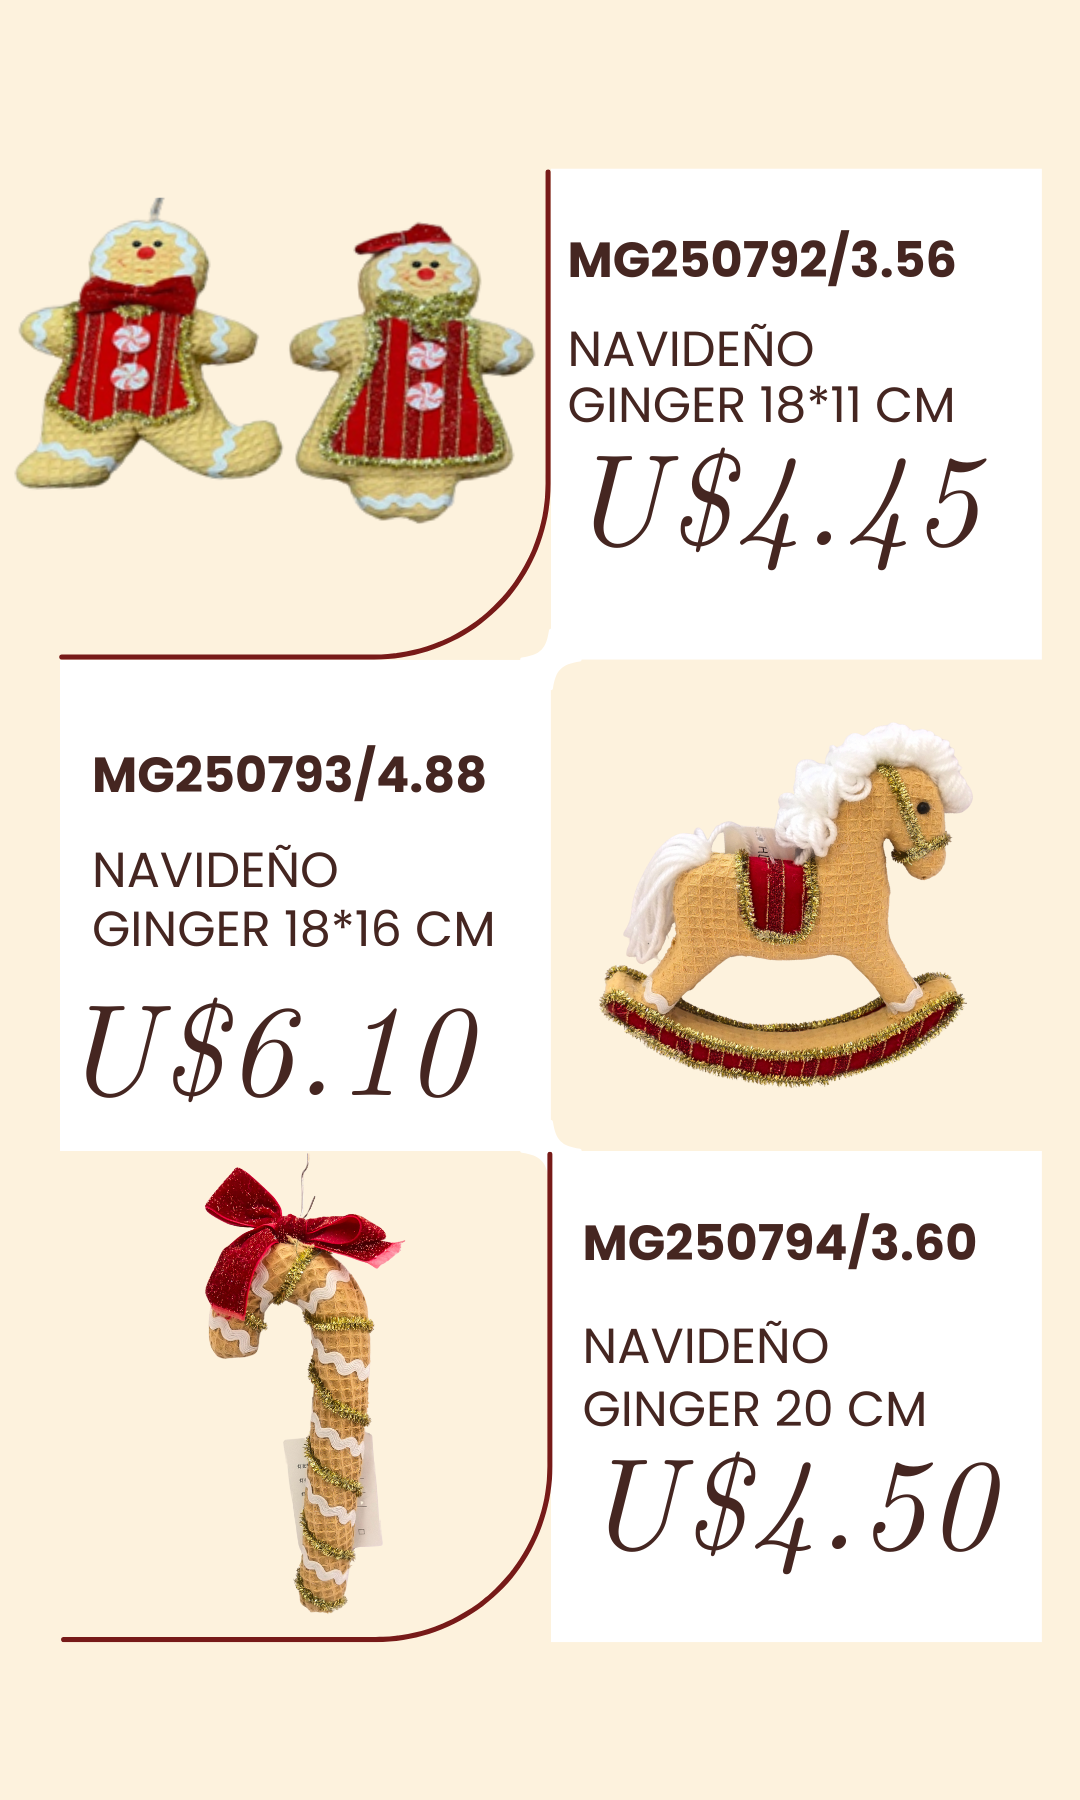 MG250792/3.56
NAVIDEÑO
GINGER 18*11 CM
U$4.45
MG250793/4.88
NAVIDEÑO
GINGER 18*16 CM
U$6.10
MG250794/3.60
NAVIDEÑO
GINGER 20 CM
U$4.50